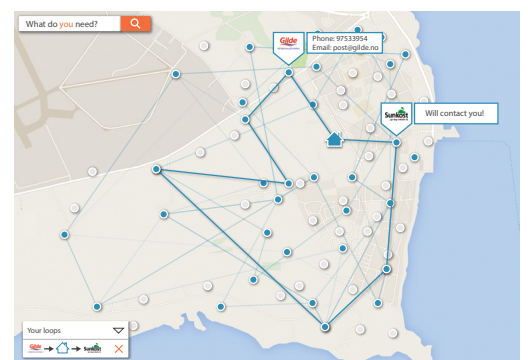 What do you need?
Gilde
Phone: 97533954
Email: post@gilde.no
Sunkost
Will contact you!
Your loops
Gilde
Sunkost